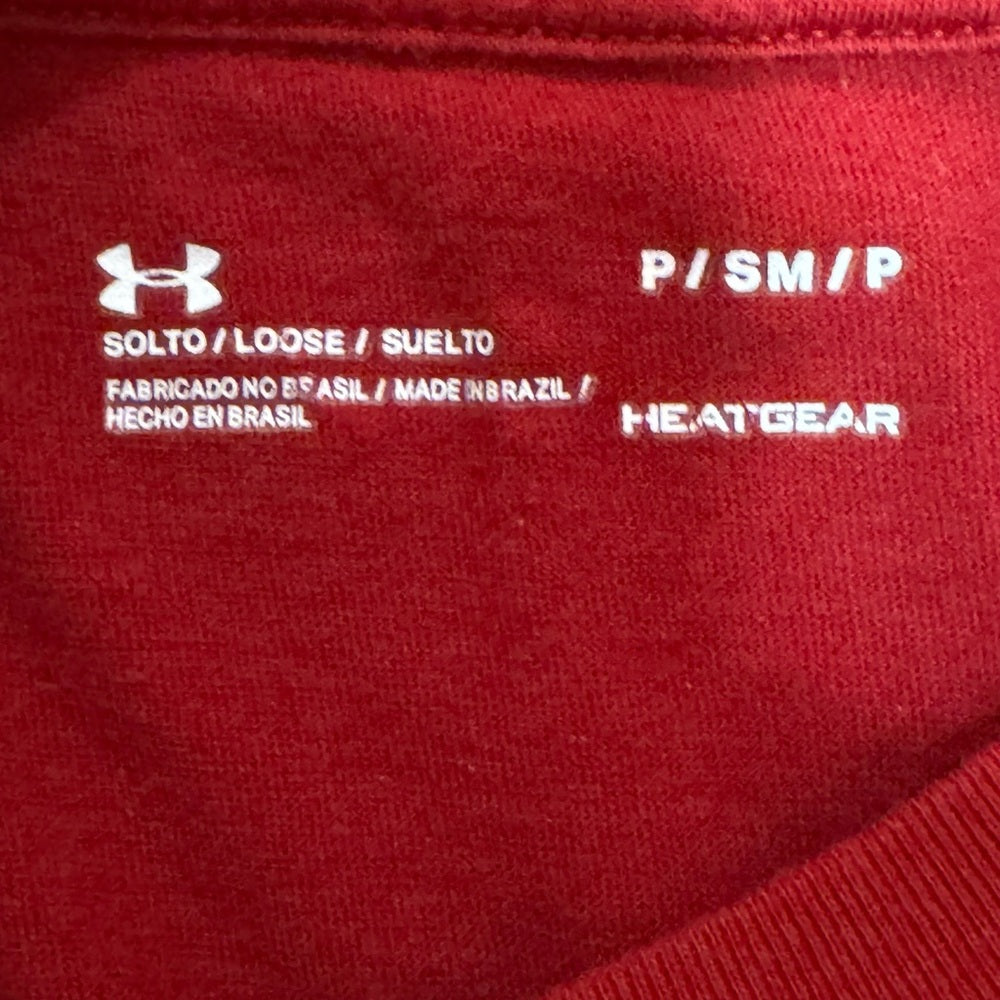 P / SM / P
SOLTO / LOOSE / SUELTO
FABRICADO NO BRASIL / MADE IN BRAZIL /
HECHO EN BRASIL
HEATGEAR